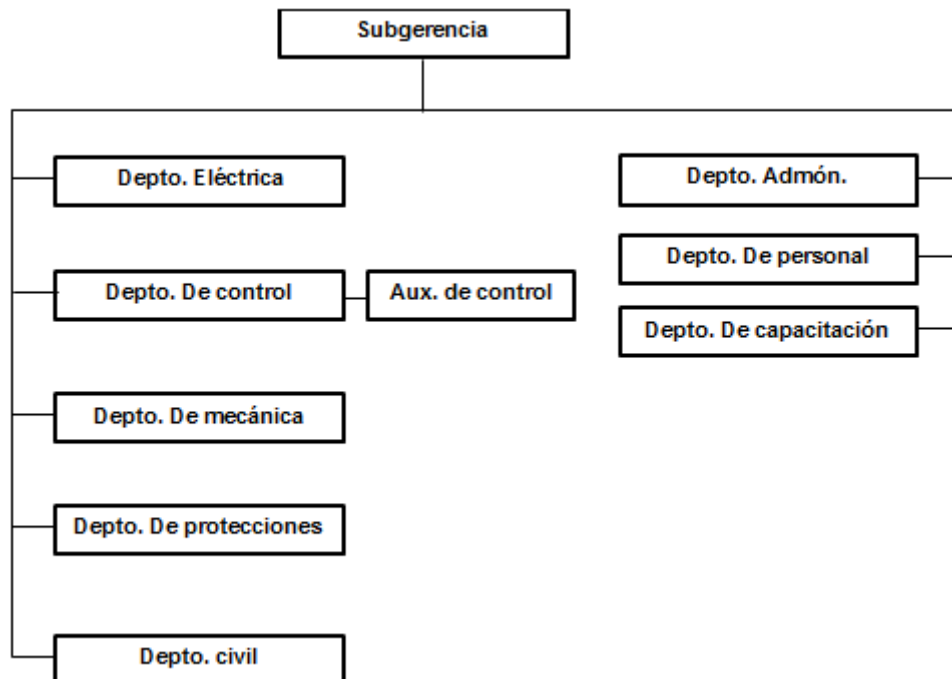 Subgerencia
Depto. Eléctrica
Depto. De control
Aux. de control
Depto. De mecánica
Depto. De protecciones
Depto. civil
Depto. Admón.
Depto. De personal
Depto. De capacitación